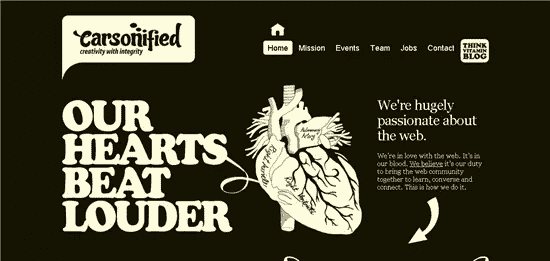 Carsonified
creativity with integrity
Home Mission Events Team Jobs Contact
THINK
VITAMIN
BLOG
OUR
HEARTS
BEAT
LOUDER
Pulmonary
Artery
We're hugely
passionate about
the web.
We're in love with the web. It's in
our blood. We believe it's our duty
to bring the web community
together to learn, converse and
connect. This is how we do it.